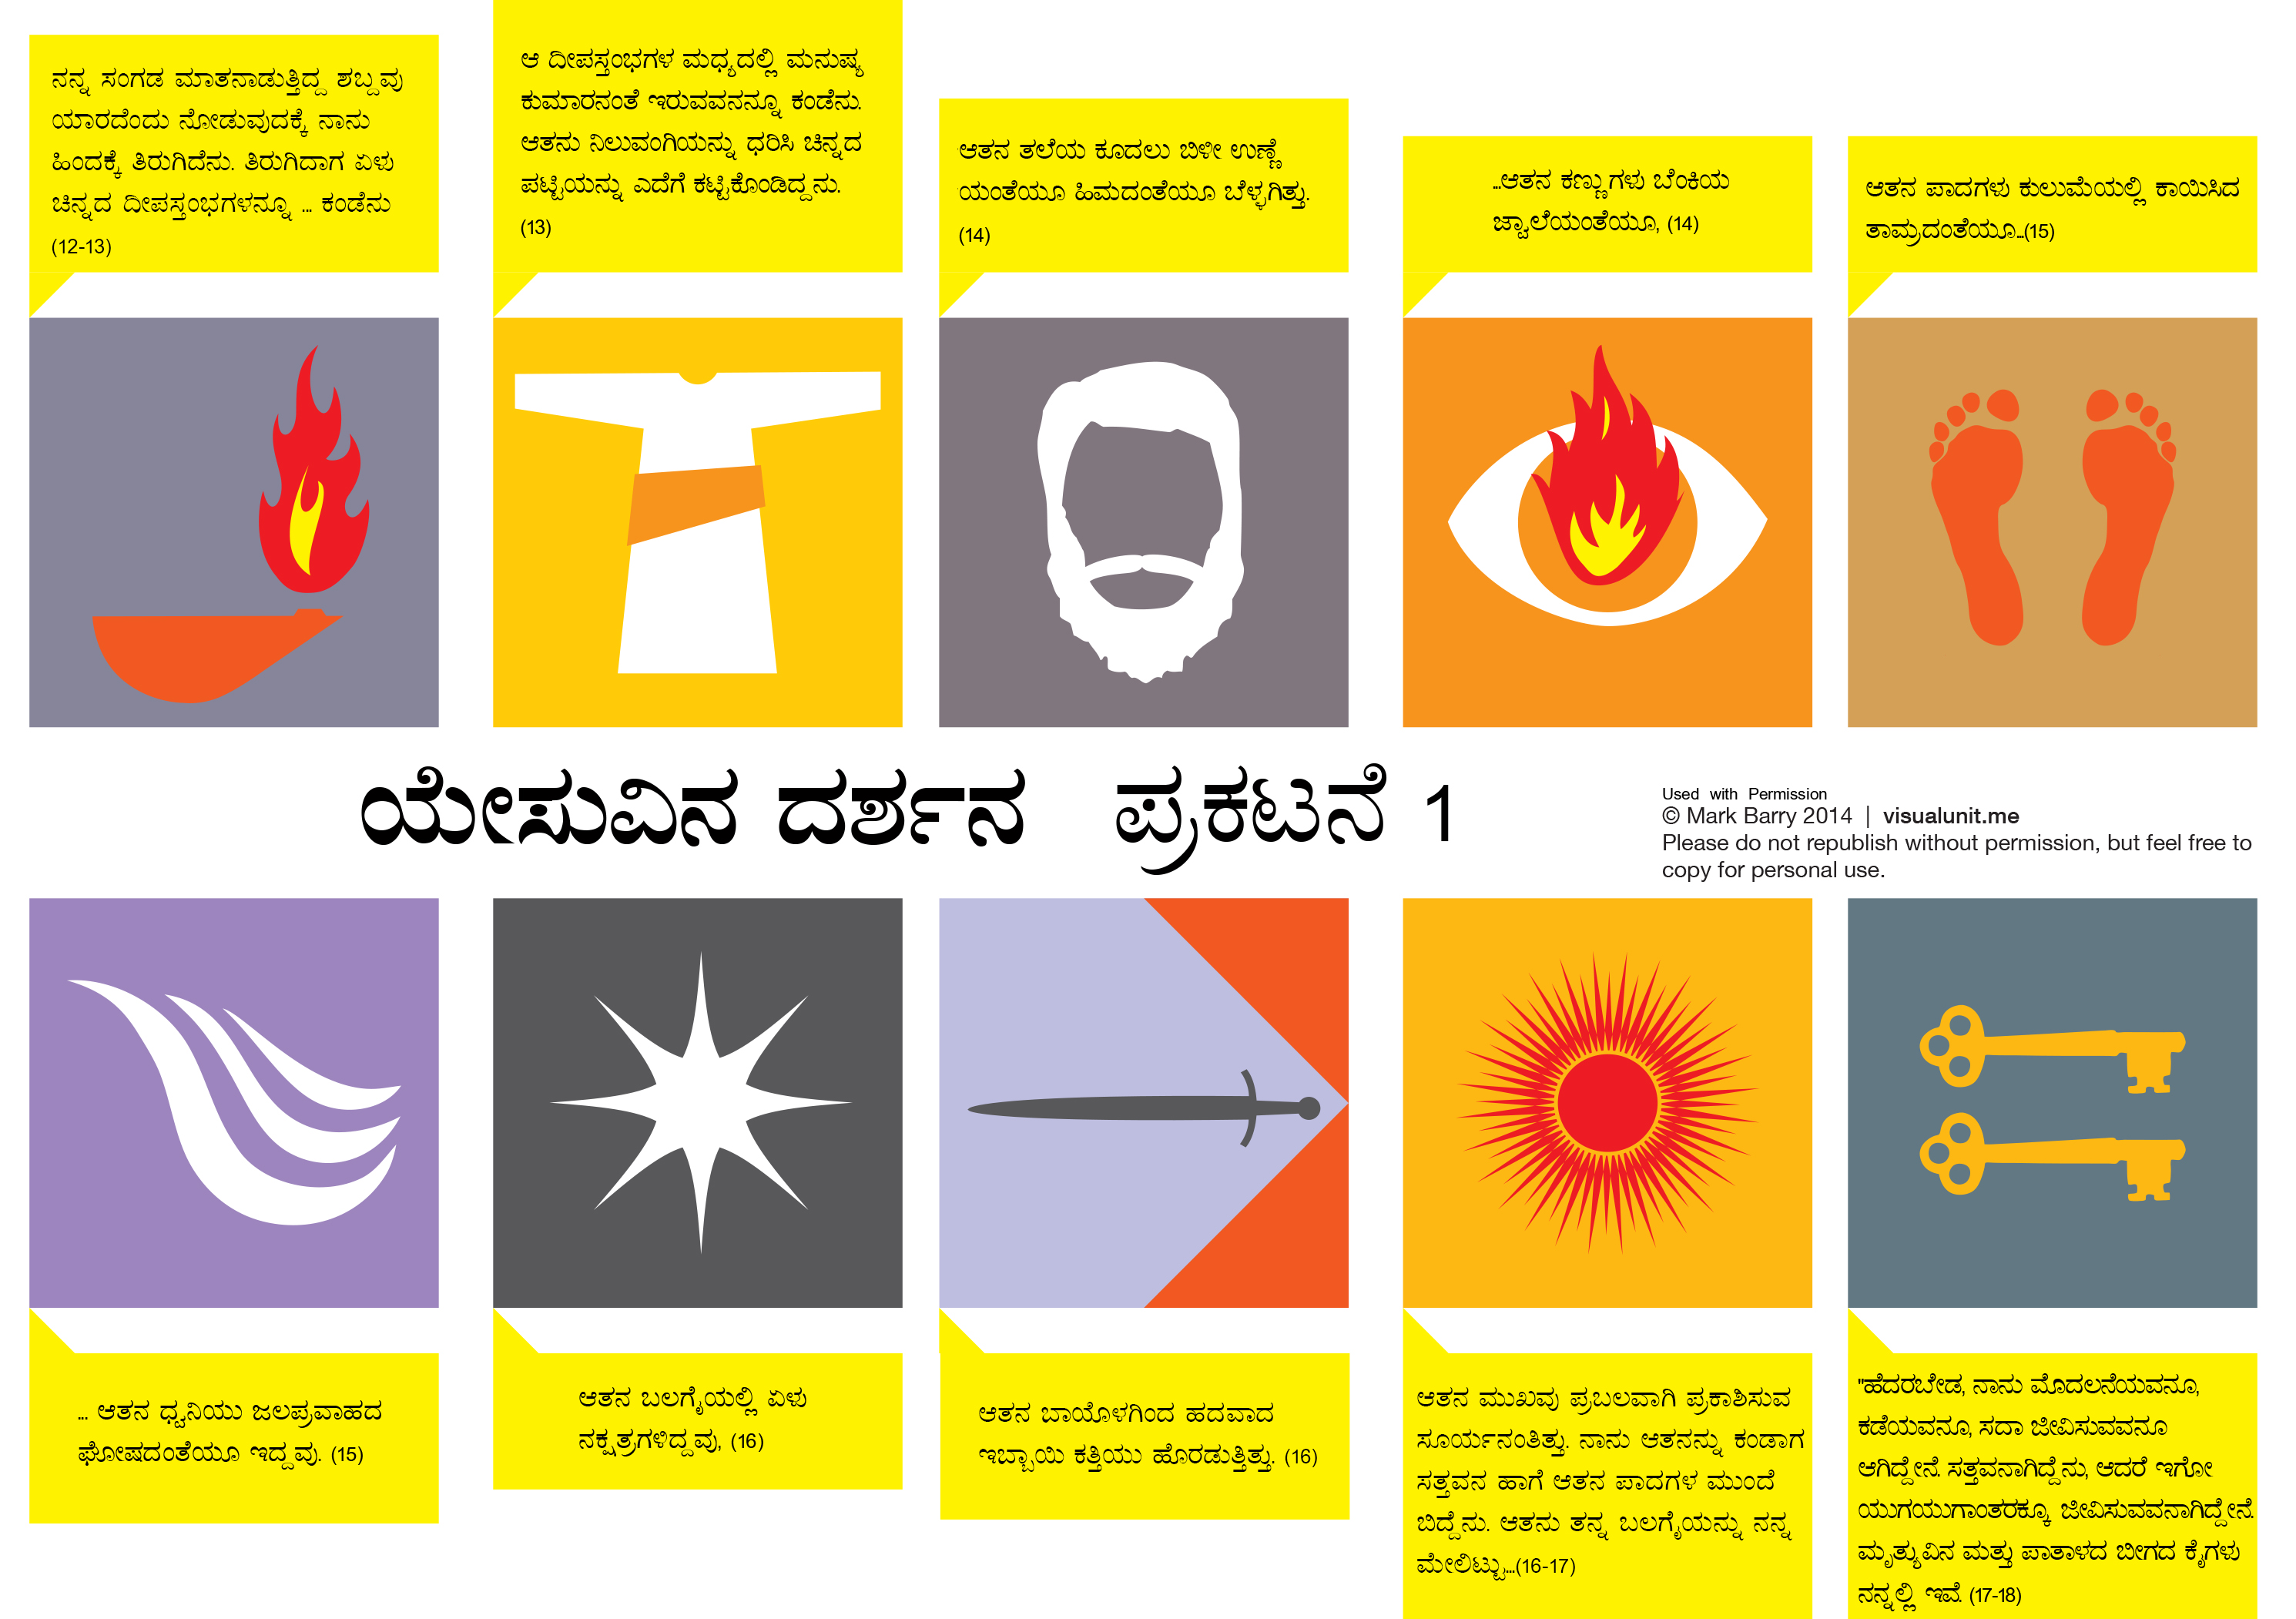 ನನ್ನ ಸಂಗಡ ಮಾತನಾಡುತ್ತಿದ್ದ ಶಬ್ದವು
ಯಾರದೆಂದು ನೋಡುವುದಕ್ಕೆ ನಾನು
ಹಿಂದಕ್ಕೆ ತಿರುಗಿದೆನು. ತಿರುಗಿದಾಗ ಏಳು
ಚಿನ್ನದ ದೀಪಸ್ತಂಭಗಳನ್ನೂ ... ಕಂಡೆನು
(12-13)
ಆ ದೀಪಸ್ತಂಭಗಳ ಮಧ್ಯದಲ್ಲಿ ಮನುಷ್ಯ
ಕುಮಾರನಂತೆ ಇರುವವನನ್ನೂ ಕಂಡೆನು.
ಆತನು ನಿಲುವಂಗಿಯನ್ನು ಧರಿಸಿ ಚಿನ್ನದ
ಪಟ್ಟಿಯನ್ನು ಎದೆಗೆ ಕಟ್ಟಿಕೊಂಡಿದ್ದನು.
(13)
ಆತನ ತಲೆಯ ಕೂದಲು ಬಿಳೀ ಉಣ್ಣೆ
ಯಂತೆಯೂ ಹಿಮದಂತೆಯೂ ಬೆಳ್ಳಗಿತ್ತು.
(14)
...ಆತನ ಕಣ್ಣುಗಳು ಬೆಂಕಿಯ
ಜ್ವಾಲೆಯಂತೆಯೂ, (14)
ಆತನ ಪಾದಗಳು ಕುಲುಮೆಯಲ್ಲಿ ಕಾಯಿಸಿದ
ತಾಮ್ರದಂತೆಯೂ...(15)
ಯೇಸುವಿನ ದರ್ಶನ ಪ್ರಕಟನೆ 1
Used with Permission
© Mark Barry 2014 | visualunit.me
Please do not republish without permission, but feel free to
copy for personal use.
... ಆತನ ಧ್ವನಿಯು ಜಲಪ್ರವಾಹದ
ಘೋಷದಂತೆಯೂ ಇದ್ದವು. (15)
ಆತನ ಬಲಗೈಯಲ್ಲಿ ಏಳು
ನಕ್ಷತ್ರಗಳಿದ್ದವು, (16)
ಆತನ ಬಾಯೊಳಗಿಂದ ಹದವಾದ
ಇಬ್ಬಾಯಿ ಕತ್ತಿಯು ಹೊರಡುತ್ತಿತ್ತು. (16)
ಆತನ ಮುಖವು ಪ್ರಬಲವಾಗಿ ಪ್ರಕಾಶಿಸುವ
ಸೂರ್ಯನಂತಿತ್ತು. ನಾನು ಆತನನ್ನು ಕಂಡಾಗ
ಸತ್ತವನ ಹಾಗೆ ಆತನ ಪಾದಗಳ ಮುಂದೆ
ಬಿದ್ದೆನು. ಆತನು ತನ್ನ ಬಲಗೈಯನ್ನು ನನ್ನ
ಮೇಲಿಟ್ಟು...(16-17)
"ಹೆದರಬೇಡ, ನಾನು ಮೊದಲನೆಯವನೂ,
ಕಡೆಯವನೂ, ಸದಾ ಜೀವಿಸುವವನೂ
ಆಗಿದ್ದೇನೆ. ಸತ್ತವನಾಗಿದ್ದೆನು, ಆದರೆ ಇಗೋ
ಯುಗಯುಗಾಂತರಕ್ಕೂ ಜೀವಿಸುವವನಾಗಿದ್ದೇನೆ.
ಮೃತ್ಯುವಿನ ಮತ್ತು ಪಾತಾಳದ ಬೀಗದ ಕೈಗಳು
ನನ್ನಲ್ಲಿ ಇವೆ. (17-18)